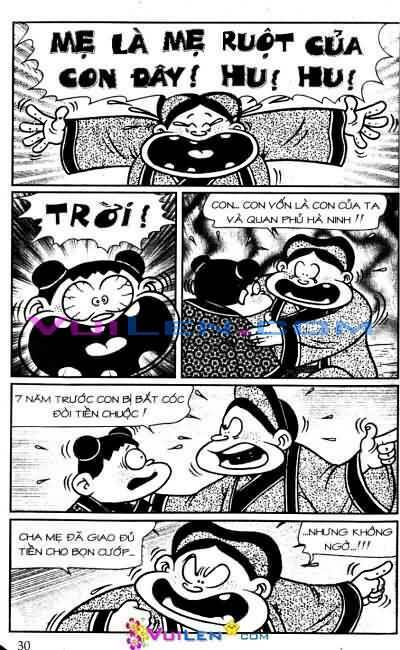 MẸ LÀ MẸ RUỘT CỦA
CON ĐÂY! HU! HU!
TRỜI!
CON.. CON VỐN LÀ CON CỦA TA
VÀ QUAN PHỦ HÀ NINH!!
VUILEN.COM
7 NĂM TRƯỚC CON BỊ BẮT CÓC
ĐÒI TIỀN CHUỘC!
CHA MẸ ĐÃ GIAO ĐỦ
TIỀN CHO BỌN CƯỚP...
...NHƯNG KHÔNG
NGỜ...!!!
30
VUILEN
.COM